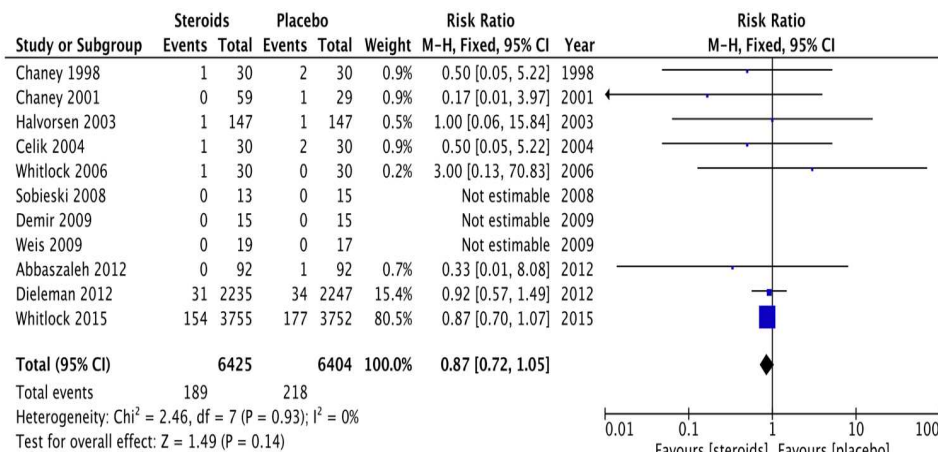 Steroids Placebo Risk Ratio Risk Ratio
Study or Subgroup Events Total Events Total Weight M-H, Fixed, 95% CI Year M-H, Fixed, 95% CI
Chaney 1998 1 30 2 30 0.9% 0.50 [0.05, 5.22] 1998
Chaney 2001 0 59 1 29 0.9% 0.17 [0.01, 3.97] 2001
Halvorsen 2003 1 147 1 147 0.5% 1.00 [0.06, 15.84] 2003
Celik 2004 1 30 2 30 0.9% 0.50 [0.05, 5.22] 2004
Whitlock 2006 1 30 0 30 0.2% 3.00 [0.13, 70.83] 2006
Sobieski 2008 0 13 0 15 Not estimable 2008
Demir 2009 0 15 0 15 Not estimable 2009
Weis 2009 0 19 0 17 Not estimable 2009
Abbaszaleh 2012 0 92 1 92 0.7% 0.33 [0.01, 8.08] 2012
Dieleman 2012 31 2235 34 2247 15.4% 0.92 [0.57, 1.49] 2012
Whitlock 2015 154 3755 177 3752 80.5% 0.87 [0.70, 1.07] 2015
Total (95% CI) 6425 6404 100.0% 0.87 [0.72, 1.05]
Total events 189 218
Heterogeneity: Chi² = 2.46, df = 7 (P = 0.93); I² = 0%
Test for overall effect: Z = 1.49 (P = 0.14)
0.01 0.1 1 10 100
Favours [steroids] Favours [placebo]